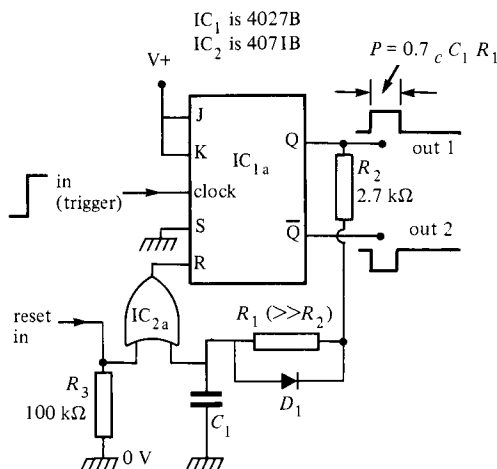 IC₁ is 4027B
IC₂ is 4071B
P = 0.7 c C₁ R₁
V+
J
K
IC₁ₐ
clock
S
R
Q
Q̅
out 1
R₂
2.7 kΩ
out 2
in
(trigger)
reset
in
IC₂ₐ
R₁ (>>R₂)
D₁
C₁
R₃
100 kΩ
0 V